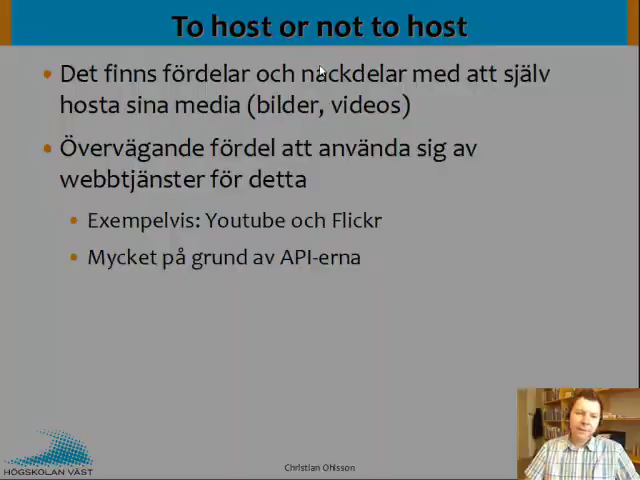 To host or not to host
• Det finns fördelar och nackdelar med att själv
hosta sina media (bilder, videos)
• Övervägande fördel att använda sig av
webbtjänster för detta
• Exempelvis: Youtube och Flickr
• Mycket på grund av API-erna
HÖGSKOLAN VÄST
Christian Ohlsson